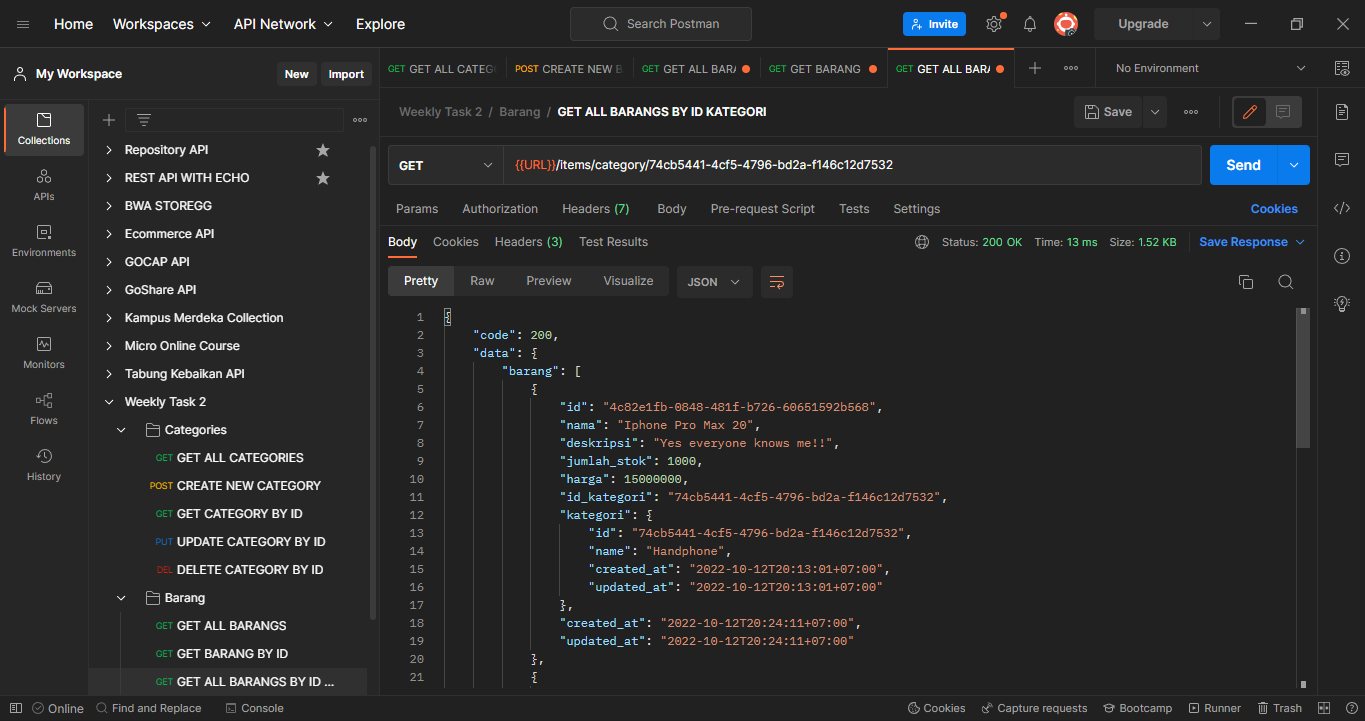 Home Workspaces API Network Explore Search Postman Invite Upgrade
My Workspace New Import
GET GET ALL CATEG POST CREATE NEW B GET GET ALL BARA GET GET BARANG GET GET ALL BARA No Environment
Collections
APIs
Environments
Mock Servers
Monitors
Flows
History
Repository API
REST API WITH ECHO
BWA STOREGG
Ecommerce API
GOCAP API
GoShare API
Kampus Merdeka Collection
Micro Online Course
Tabung Kebaikan API
Weekly Task 2
Categories
GET GET ALL CATEGORIES
POST CREATE NEW CATEGORY
GET GET CATEGORY BY ID
PUT UPDATE CATEGORY BY ID
DEL DELETE CATEGORY BY ID
Barang
GET GET ALL BARANGS
GET GET BARANG BY ID
GET GET ALL BARANGS BY ID ...
Weekly Task 2 / Barang / GET ALL BARANGS BY ID KATEGORI Save
GET {{URL}}/items/category/74cb5441-4cf5-4796-bd2a-f146c12d7532 Send
Params Authorization Headers (7) Body Pre-request Script Tests Settings Cookies
Body Cookies Headers (3) Test Results Status: 200 OK Time: 13 ms Size: 1.52 KB Save Response
Pretty Raw Preview Visualize JSON
1 {
2 "code": 200,
3 "data": {
4 "barang": [
5 {
6 "id": "4c82e1fb-0848-481f-b726-60651592b568",
7 "nama": "Iphone Pro Max 20",
8 "deskripsi": "Yes everyone knows me!!",
9 "jumlah_stok": 1000,
10 "harga": 15000000,
11 "id_kategori": "74cb5441-4cf5-4796-bd2a-f146c12d7532",
12 "kategori": {
13 "id": "74cb5441-4cf5-4796-bd2a-f146c12d7532",
14 "name": "Handphone",
15 "created_at": "2022-10-12T20:13:01+07:00",
16 "updated_at": "2022-10-12T20:13:01+07:00"
17 },
18 "created_at": "2022-10-12T20:24:11+07:00",
19 "updated_at": "2022-10-12T20:24:11+07:00"
20 },
21 {
Online Find and Replace Console Cookies Capture requests Bootcamp Runner Trash